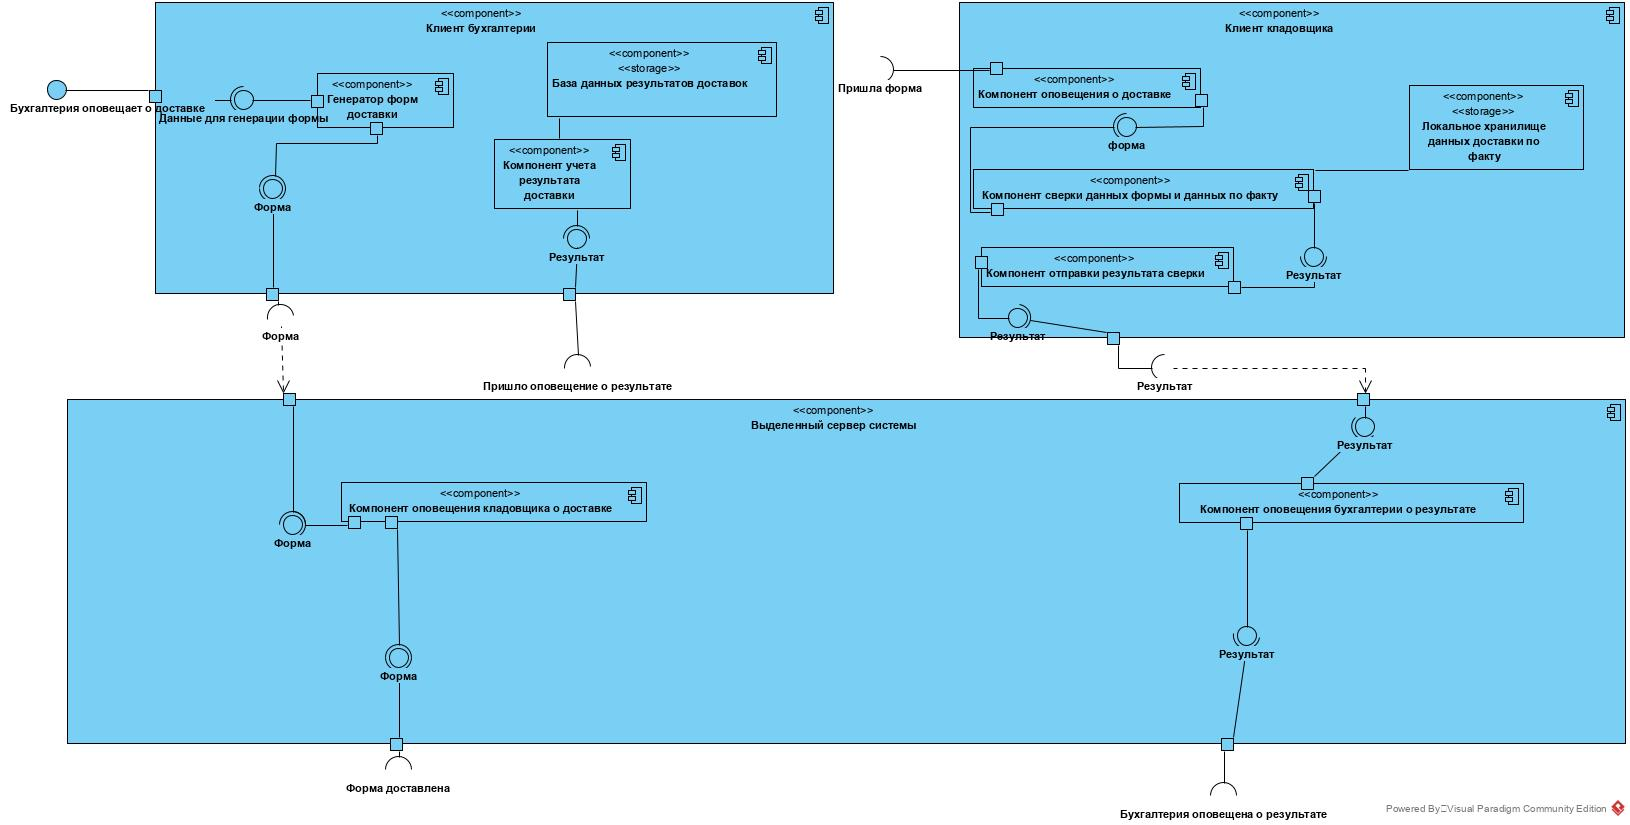 <<component>>
Клиент бухгалтерии
Бухгалтерия оповещает о доставке
Данные для генерации формы
<<component>>
Генератор форм
доставки
Форма
<<component>>
<<storage>>
База данных результатов доставок
<<component>>
Компонент учета
результата
доставки
Результат
Форма
Пришло оповещение о результате
<<component>>
Клиент кладовщика
Пришла форма
<<component>>
Компонент оповещения о доставке
форма
<<component>>
<<storage>>
Локальное хранилище
данных доставки по
факту
<<component>>
Компонент сверки данных формы и данных по факту
<<component>>
Компонент отправки результата сверки
Результат
Результат
Результат
<<component>>
Выделенный сервер системы
<<component>>
Компонент оповещения кладовщика о доставке
Форма
Форма
Форма доставлена
Результат
<<component>>
Компонент оповещения бухгалтерии о результате
Результат
Бухгалтерия оповещена о результате
Powered By Visual Paradigm Community Edition